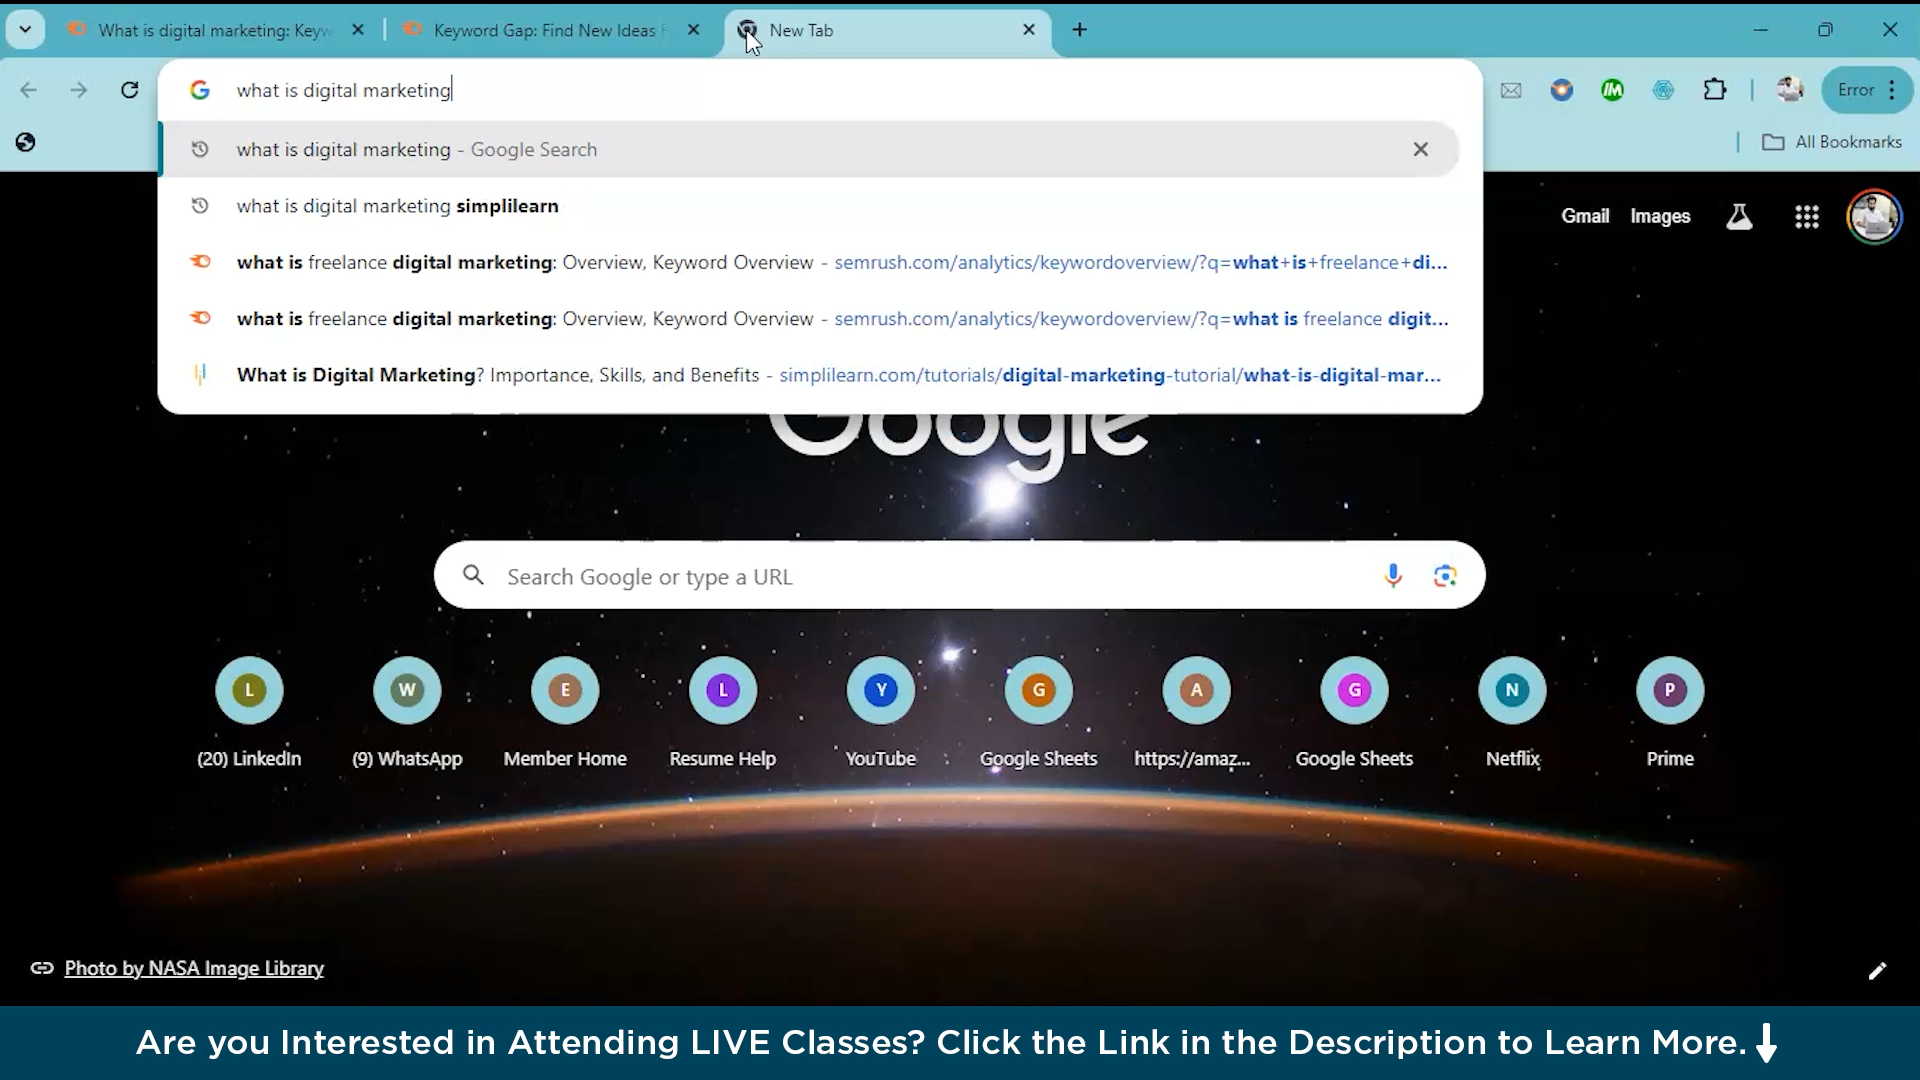 What is digital marketing: Keyw
Keyword Gap: Find New Ideas F
New Tab
what is digital marketing
Error
what is digital marketing - Google Search
All Bookmarks
what is digital marketing simplilearn
Gmail Images
what is freelance digital marketing: Overview, Keyword Overview - semrush.com/analytics/keywordoverview/?q=what+is+freelance+di...
what is freelance digital marketing: Overview, Keyword Overview - semrush.com/analytics/keywordoverview/?q=what is freelance digit...
What is Digital Marketing? Importance, Skills, and Benefits - simplilearn.com/tutorials/digital-marketing-tutorial/what-is-digital-mar...
Google
Search Google or type a URL
L W E L Y G A G N P
(20) LinkedIn (9) WhatsApp Member Home Resume Help YouTube Google Sheets https://amaz... Google Sheets Netflix Prime
Photo by NASA Image Library
Are you Interested in Attending LIVE Classes? Click the Link in the Description to Learn More.